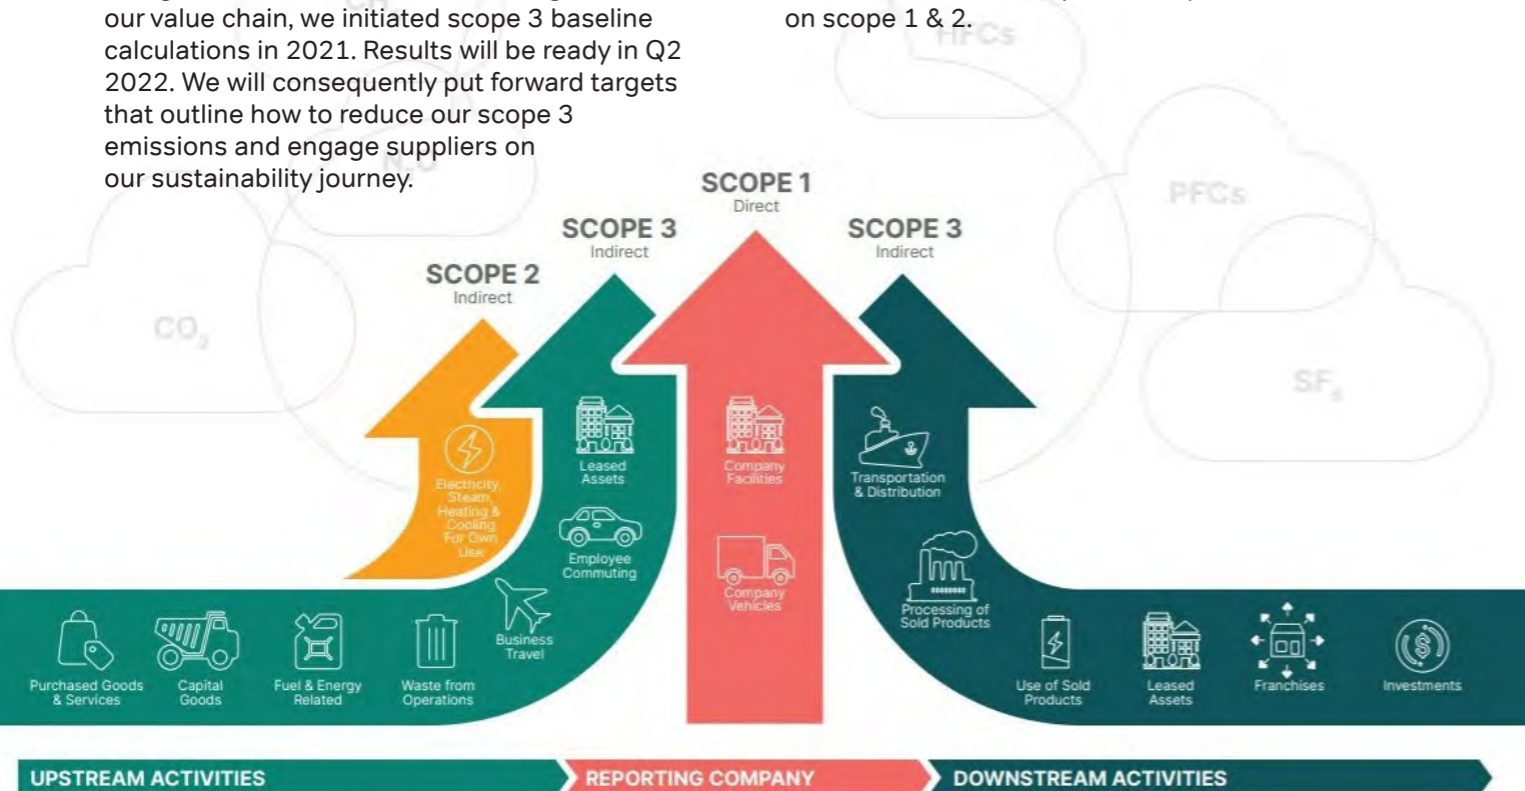 our value chain, we initiated scope 3 baseline
calculations in 2021. Results will be ready in Q2
2022. We will consequently put forward targets
that outline how to reduce our scope 3
emissions and engage suppliers on
our sustainability journey.
on scope 1 & 2.
HFCs
N₂O
CO₂
PFCs
SF₆
SCOPE 2
Indirect
SCOPE 3
Indirect
SCOPE 1
Direct
SCOPE 3
Indirect
Electricity,
Steam,
Heating &
Cooling
For Own
Use
Leased
Assets
Employee
Commuting
Business
Travel
Purchased Goods
& Services
Capital
Goods
Fuel & Energy
Related
Waste from
Operations
Company
Facilities
Company
Vehicles
Transportation
& Distribution
Processing of
Sold Products
Use of Sold
Products
Leased
Assets
Franchises
Investments
UPSTREAM ACTIVITIES
REPORTING COMPANY
DOWNSTREAM ACTIVITIES